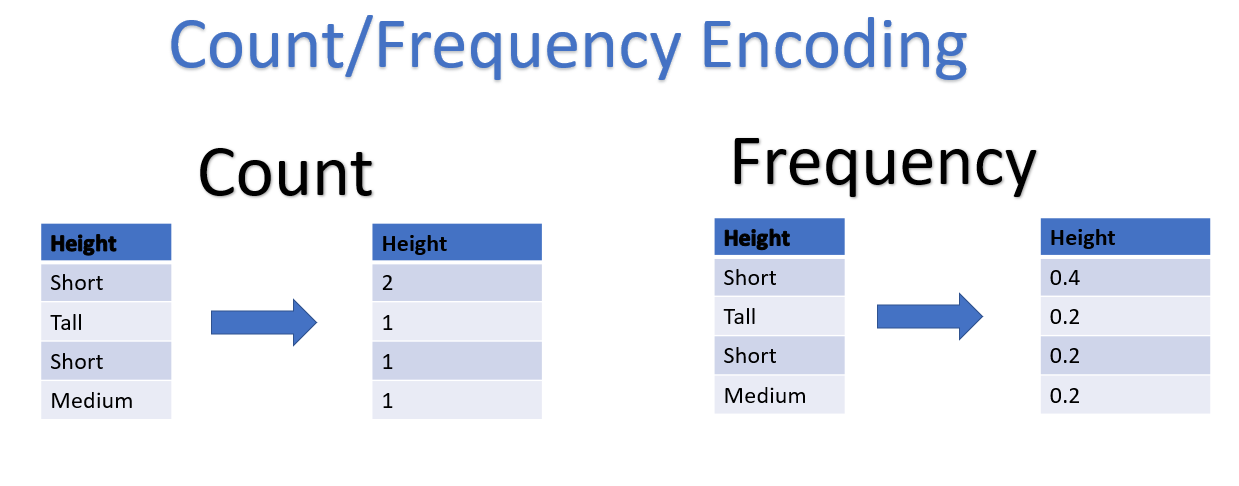 Count/Frequency Encoding
Count
Height
Short
Tall
Short
Medium
Height
2
1
1
1
Frequency
Height
Short
Tall
Short
Medium
Height
0.4
0.2
0.2
0.2